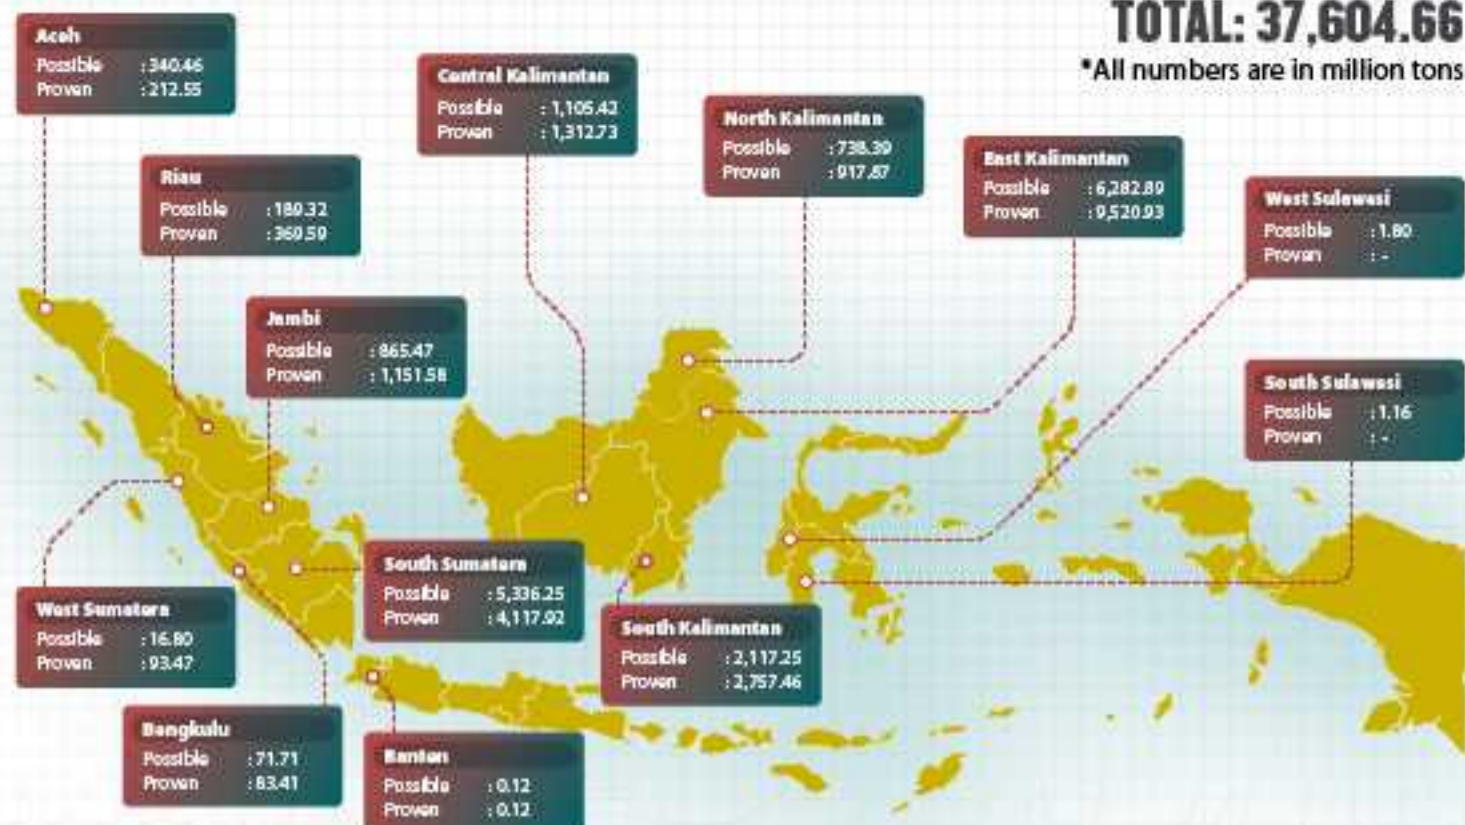 TOTAL: 37,604.66
*All numbers are in million tons
Aceh
Possible : 340.46
Proven : 212.55
Central Kalimantan
Possible : 1,105.42
Proven : 1,312.73
North Kalimantan
Possible : 738.39
Proven : 917.87
East Kalimantan
Possible : 6,282.89
Proven : 9,520.93
Riau
Possible : 189.32
Proven : 369.59
West Sulawesi
Possible : 1.80
Proven : -
Jambi
Possible : 865.47
Proven : 1,151.58
South Sulawesi
Possible : 1.16
Proven : -
South Sumatera
Possible : 5,336.25
Proven : 4,117.92
West Sumatera
Possible : 16.80
Proven : 93.47
South Kalimantan
Possible : 2,117.25
Proven : 2,757.46
Bengkulu
Possible : 71.71
Proven : 83.41
Banten
Possible : 0.12
Proven : 0.12